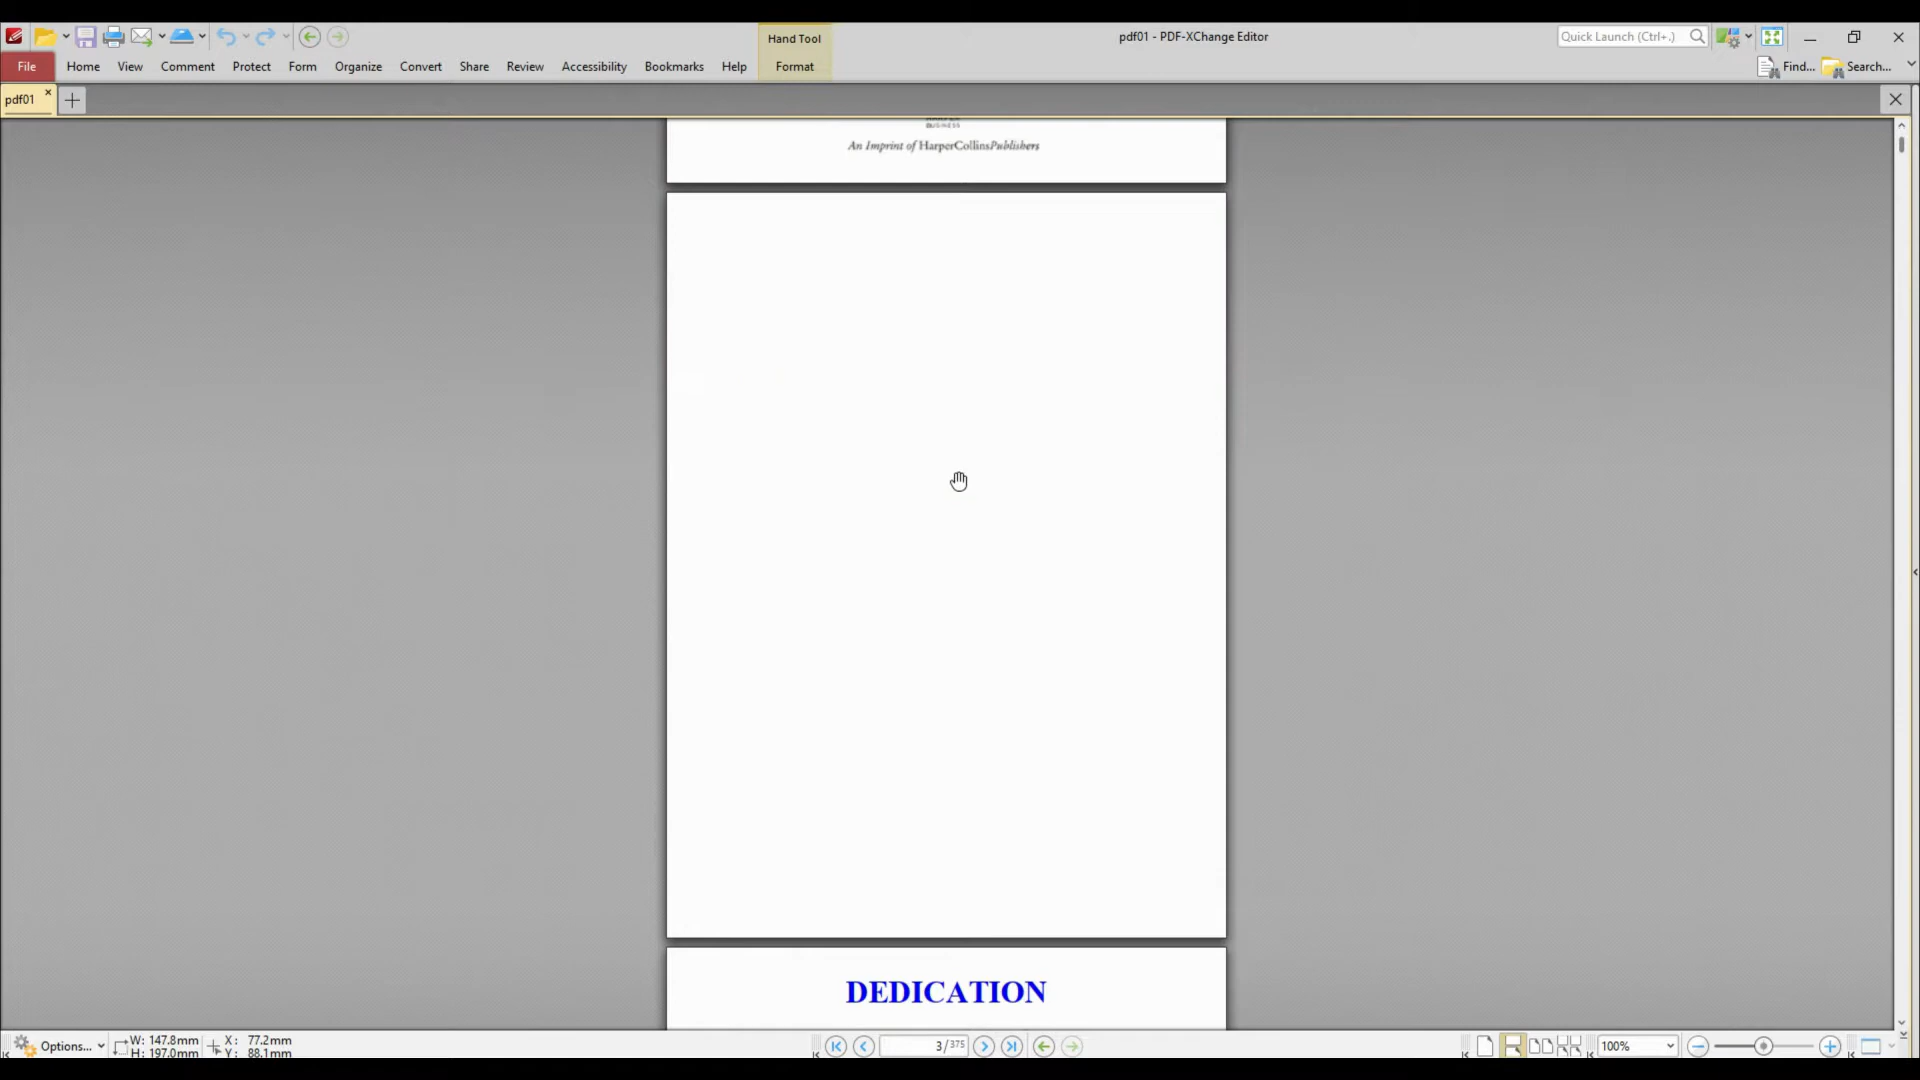 Hand Tool
pdf01 - PDF-XChange Editor
Quick Launch (Ctrl+.)
File
Home
View
Comment
Protect
Form
Organize
Convert
Share
Review
Accessibility
Bookmarks
Help
Format
Find...
Search...
pdf01
BUSINESS
An Imprint of HarperCollinsPublishers
DEDICATION
Options...
W: 147.8mm
H: 197.0mm
X: 77.2mm
Y: 88.1mm
3 / 375
100%